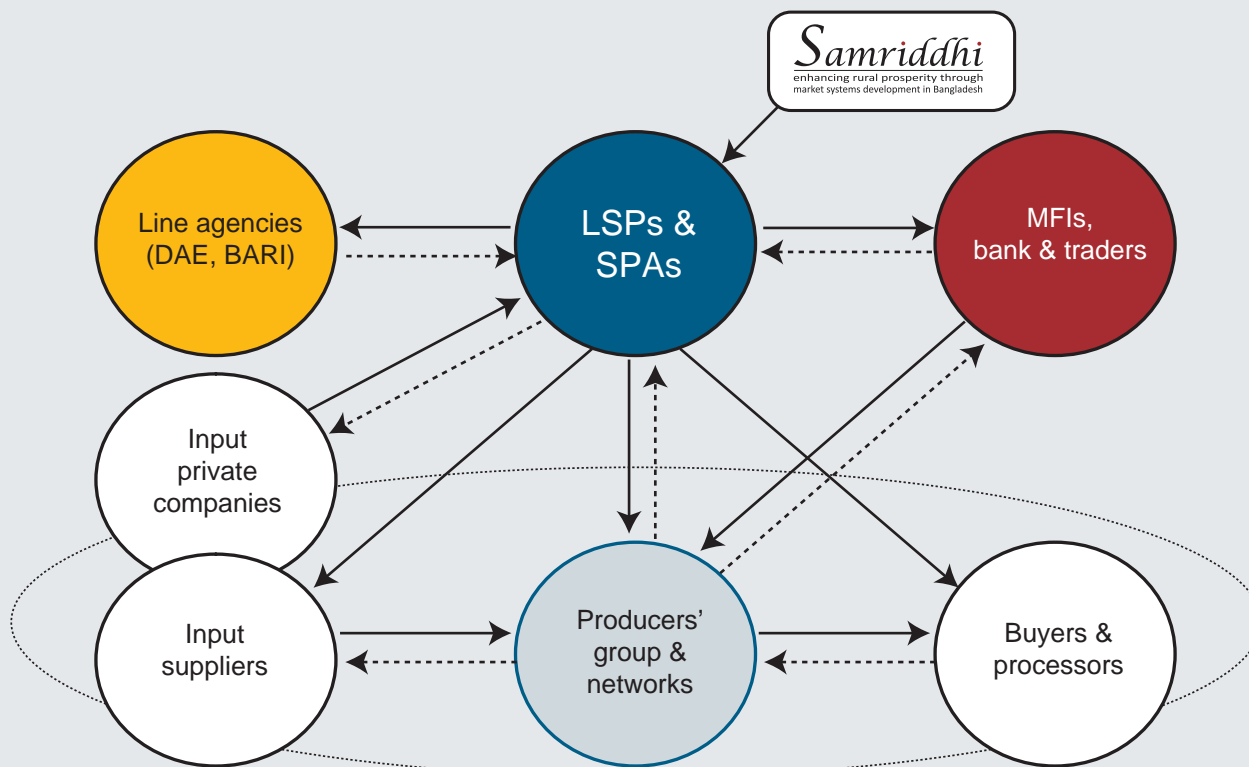 Samriddhi
enhancing rural prosperity through
market systems development in Bangladesh
Line agencies
(DAE, BARI)
LSPs &
SPAs
MFIs,
bank & traders
Input
private
companies
Input
suppliers
Producers’
group &
networks
Buyers &
processors